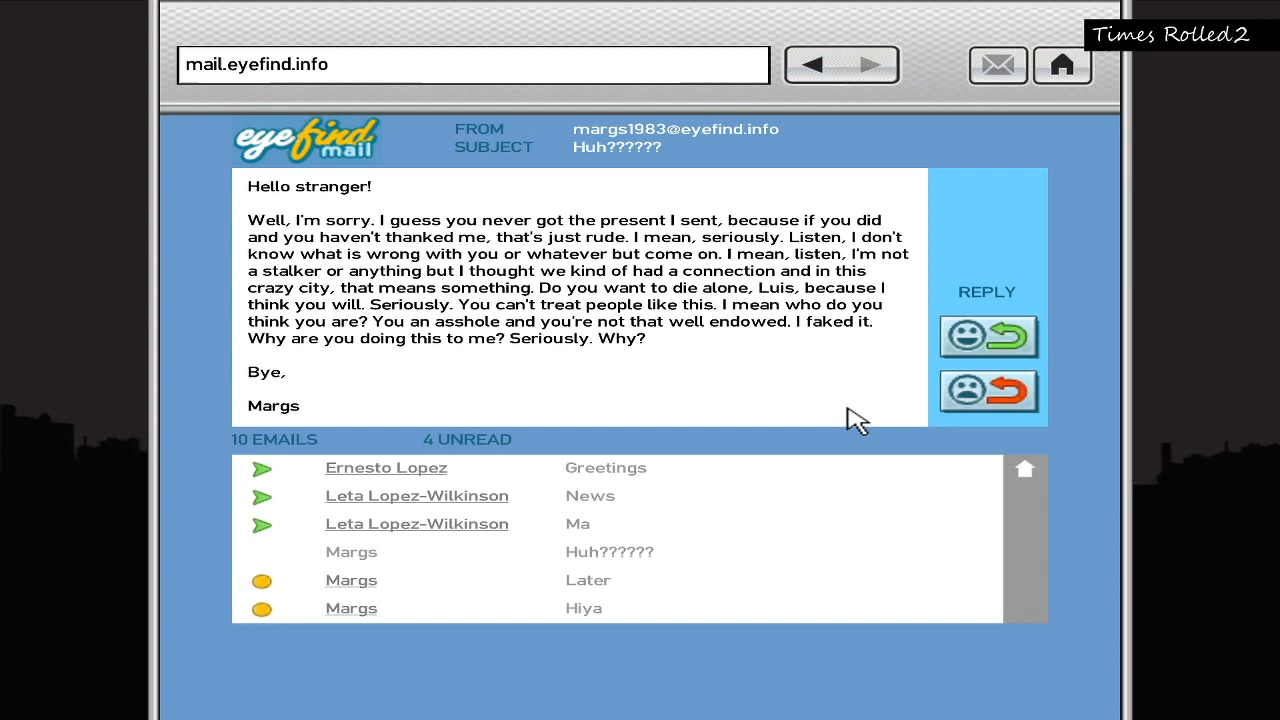 Times Rolled 2
mail.eyefind.info
eyefind
mail
FROM margs1983@eyefind.info
SUBJECT Huh??????
Hello stranger!
Well, I'm sorry. I guess you never got the present I sent, because if you did
and you haven't thanked me, that's just rude. I mean, seriously. Listen, I don't
know what is wrong with you or whatever but come on. I mean, listen, I'm not
a stalker or anything but I thought we kind of had a connection and in this
crazy city, that means something. Do you want to die alone, Luis, because I
think you will. Seriously. You can't treat people like this. I mean who do you
think you are? You an asshole and you're not that well endowed. I faked it.
Why are you doing this to me? Seriously. Why?
Bye,
Margs
REPLY
10 EMAILS 4 UNREAD
Ernesto Lopez Greetings
Leta Lopez-Wilkinson News
Leta Lopez-Wilkinson Ma
Margs Huh??????
Margs Later
Margs Hiya